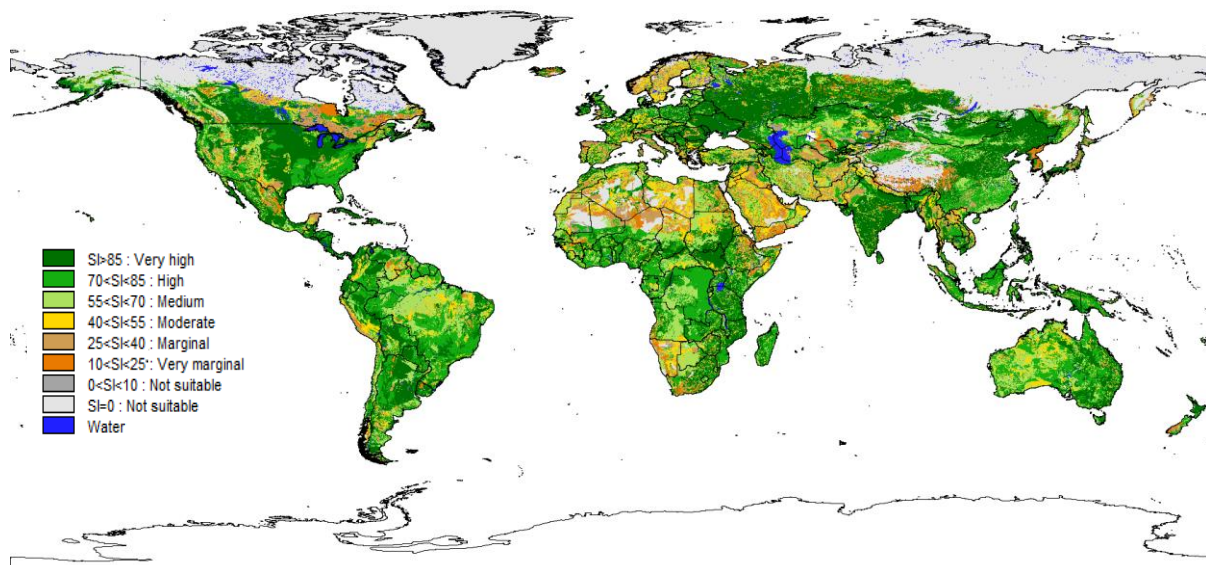 SI>85 : Very high
70<SI<85 : High
55<SI<70 : Medium
40<SI<55 : Moderate
25<SI<40 : Marginal
10<SI<25 : Very marginal
0<SI<10 : Not suitable
SI=0 : Not suitable
Water